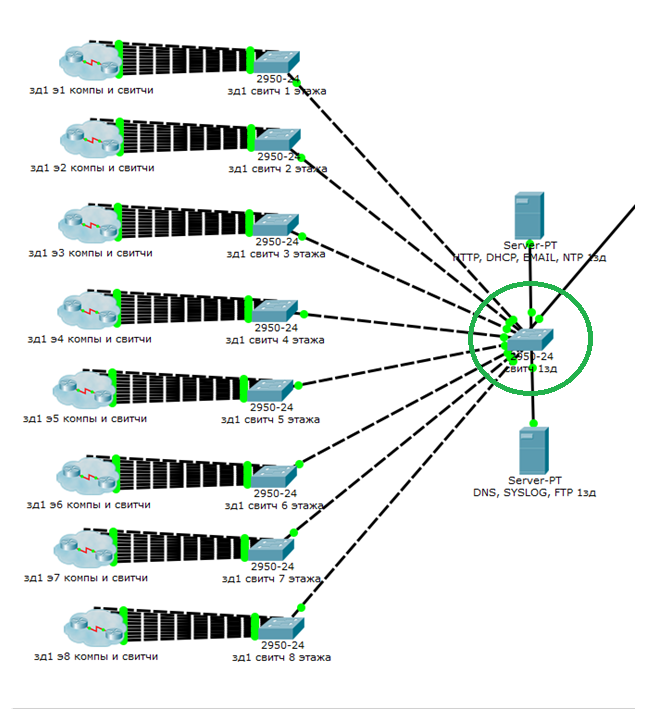 2950-24
зд1 э1 компы и свитчи
зд1 свитч 1 этажа
2950-24
зд1 э2 компы и свитчи
зд1 свитч 2 этажа
2950-24
зд1 э3 компы и свитчи
зд1 свитч 3 этажа
Server-PT
HTTP, DHCP, EMAIL, NTP 1зд
2950-24
зд1 э4 компы и свитчи
зд1 свитч 4 этажа
2950-24
свитч 1зд
2950-24
зд1 э5 компы и свитчи
зд1 свитч 5 этажа
2950-24
зд1 э6 компы и свитчи
зд1 свитч 6 этажа
Server-PT
DNS, SYSLOG, FTP 1зд
2950-24
зд1 э7 компы и свитчи
зд1 свитч 7 этажа
2950-24
зд1 э8 компы и свитчи
зд1 свитч 8 этажа